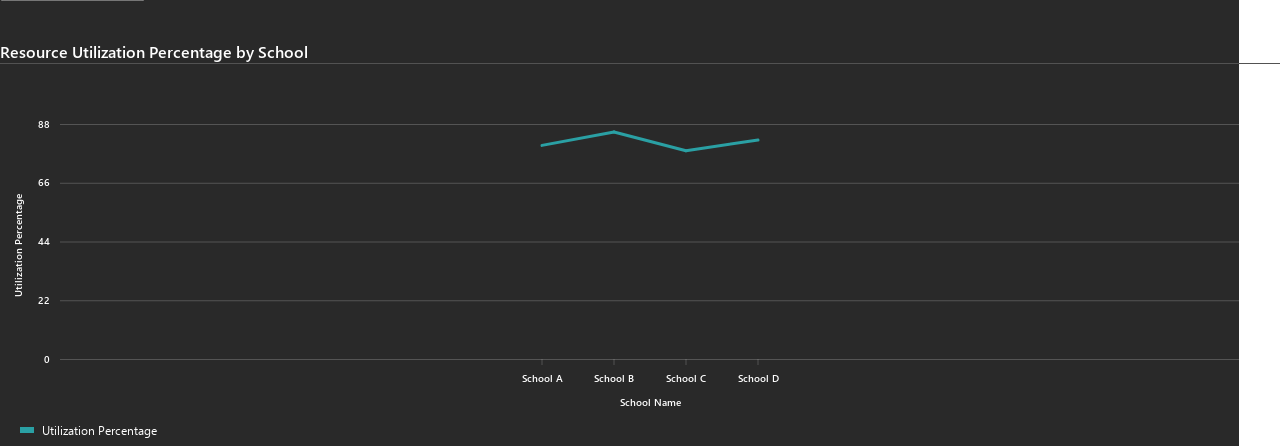 Resource Utilization Percentage by School
88
66
44
22
0
Utilization Percentage
School A School B School C School D
School Name
Utilization Percentage